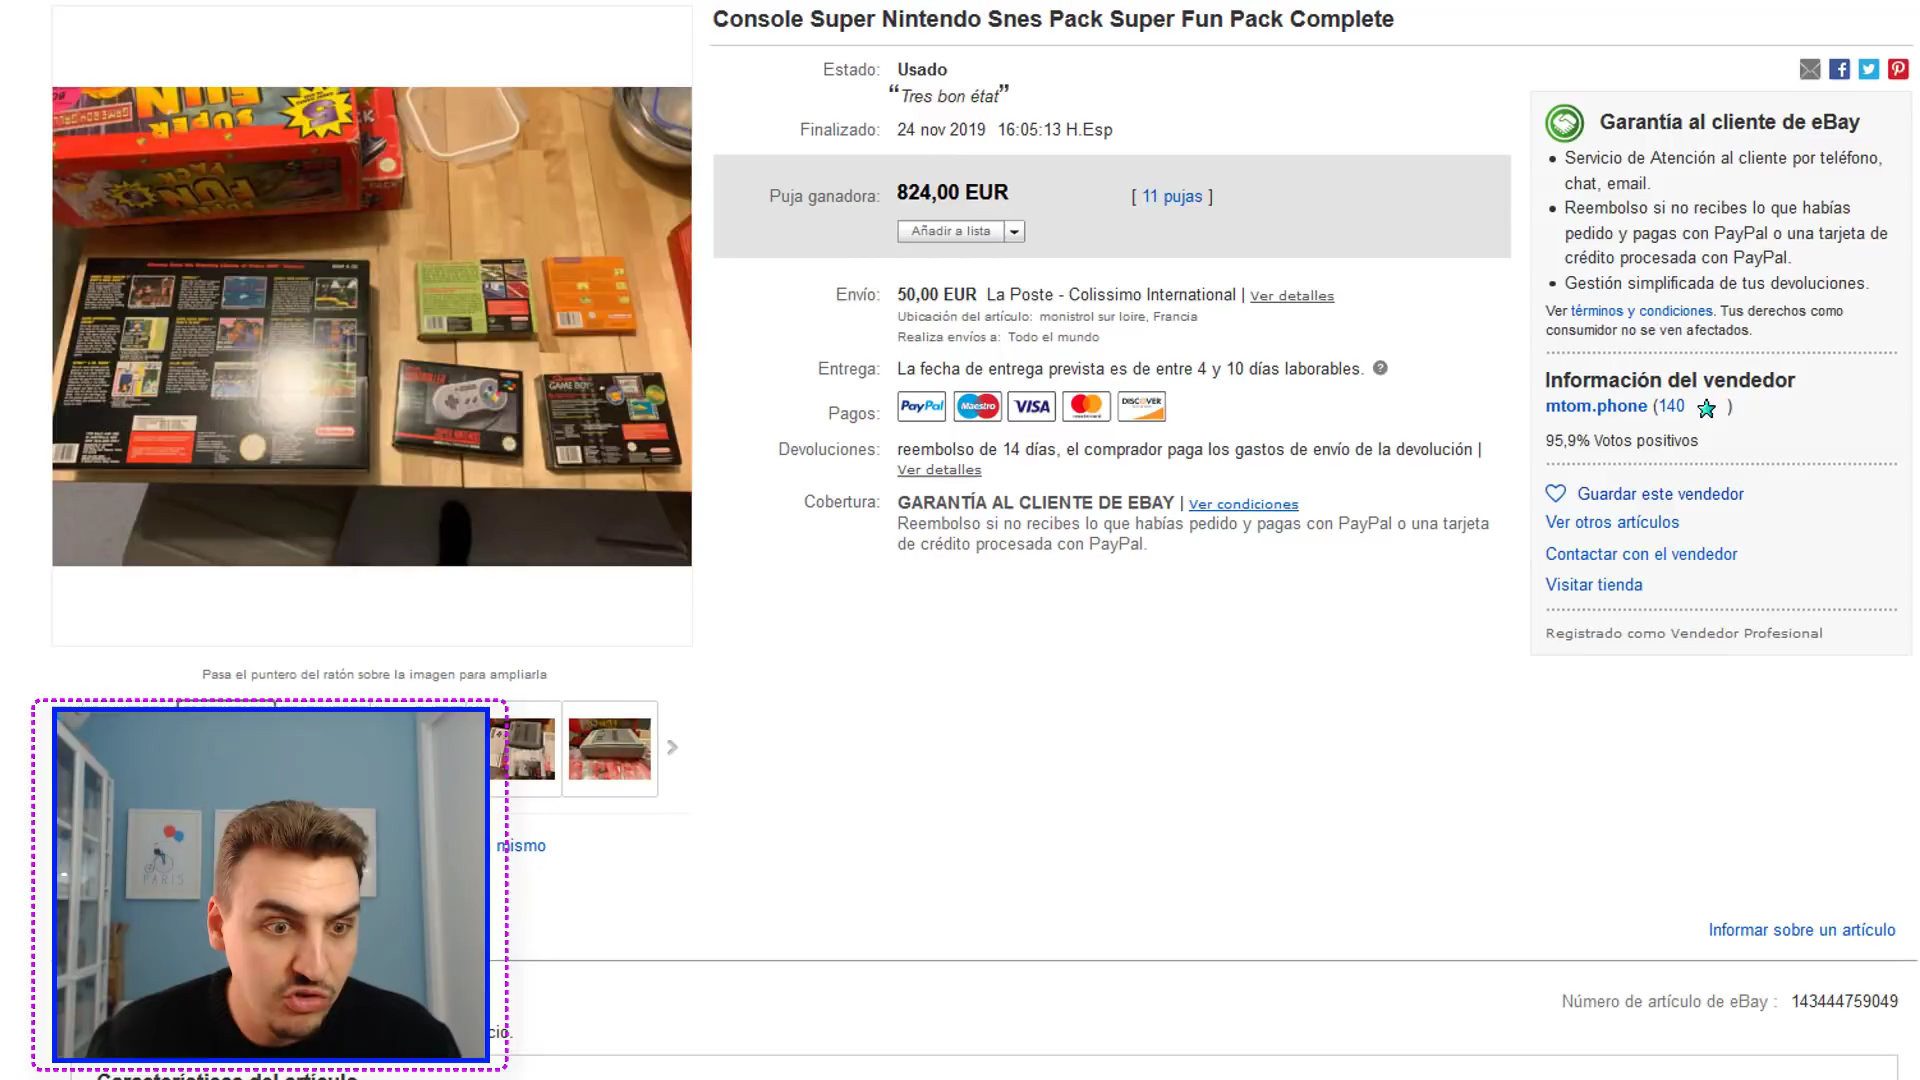 Console Super Nintendo Snes Pack Super Fun Pack Complete
Estado: Usado
“Tres bon état”
Finalizado: 24 nov 2019 16:05:13 H.Esp
Puja ganadora: 824,00 EUR [ 11 pujas ]
Añadir a lista
Envío: 50,00 EUR La Poste - Colissimo International | Ver detalles
Ubicación del artículo: monistrol sur loire, Francia
Realiza envíos a: Todo el mundo
Entrega: La fecha de entrega prevista es de entre 4 y 10 días laborables.
Pagos: PayPal Maestro VISA mastercard DISCOVER
Devoluciones: reembolso de 14 días, el comprador paga los gastos de envío de la devolución |
Ver detalles
Cobertura: GARANTÍA AL CLIENTE DE EBAY | Ver condiciones
Reembolso si no recibes lo que habías pedido y pagas con PayPal o una tarjeta
de crédito procesada con PayPal.
Garantía al cliente de eBay
• Servicio de Atención al cliente por teléfono,
chat, email.
• Reembolso si no recibes lo que habías
pedido y pagas con PayPal o una tarjeta de
crédito procesada con PayPal.
• Gestión simplificada de tus devoluciones.
Ver términos y condiciones. Tus derechos como
consumidor no se ven afectados.
Información del vendedor
mtom.phone (140 )
95,9% Votos positivos
Guardar este vendedor
Ver otros artículos
Contactar con el vendedor
Visitar tienda
Registrado como Vendedor Profesional
SUPER FUN
FUN PACK
GAME BOY
Pasa el puntero del ratón sobre la imagen para ampliarla
mismo
PARIS
Informar sobre un artículo
Número de artículo de eBay : 143444759049
cio.
Características del artículo